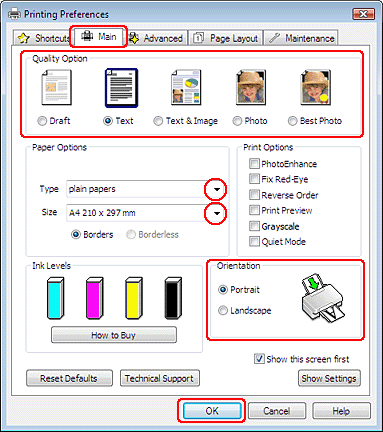 Printing Preferences
Shortcuts Main Advanced Page Layout Maintenance
Quality Option
Draft Text Text & Image Photo Best Photo
Paper Options
Type plain papers
Size A4 210 x 297 mm
Borders Borderless
Print Options
PhotoEnhance
Fix Red-Eye
Reverse Order
Print Preview
Grayscale
Quiet Mode
Ink Levels
How to Buy
Orientation
Portrait
Landscape
Show this screen first
Reset Defaults Technical Support Show Settings
OK Cancel Help